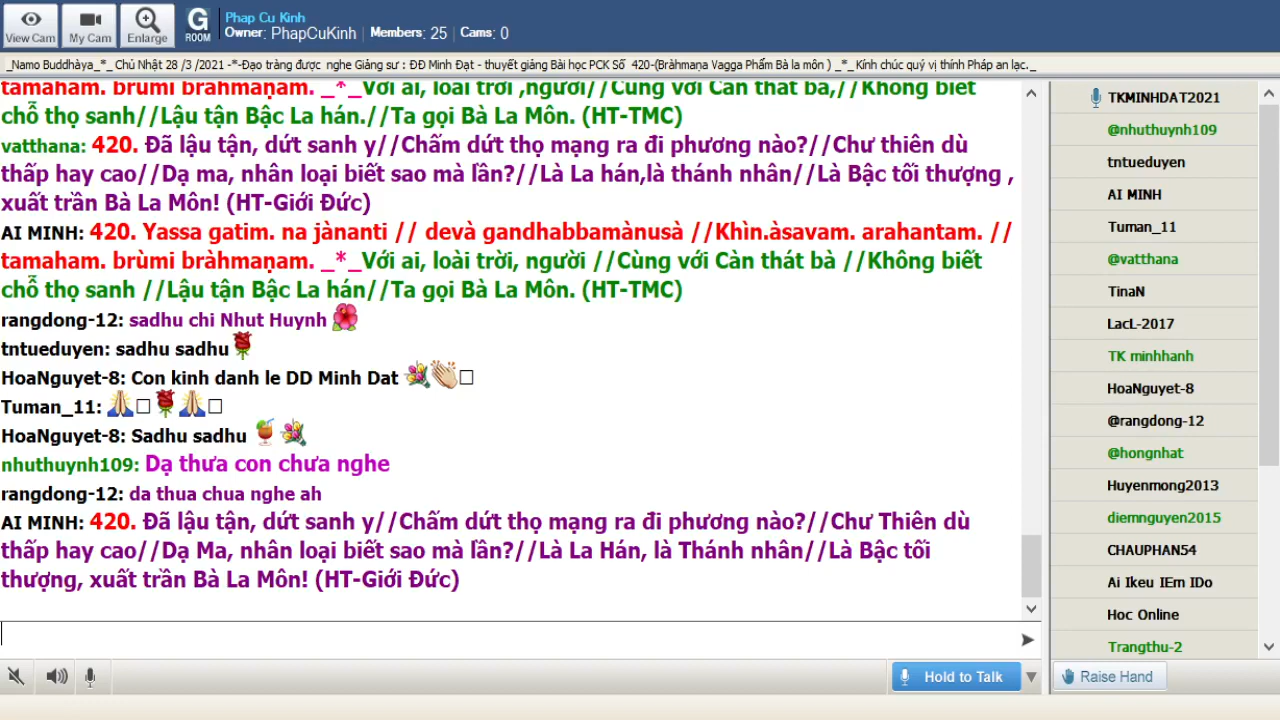 View Cam
My Cam
Enlarge
G
ROOM
Phap Cu Kinh
Owner: PhapCuKinh | Members: 25 | Cams: 0
_Namo Buddhàya_*_ Chủ Nhật 28 /3 /2021 -*-Đạo tràng được nghe Giảng sư : ĐĐ Minh Đạt - thuyết giảng Bài học PCK Số 420-(Bràhmaṇa Vagga Phẩm Bà la môn ) _*_ Kính chúc quý vị thính Pháp an lạc._
tamaham. brùmi bràhmaṇam. _*_Với ai, loài trời ,người//Cùng với Càn thát bà,//Không biết
chỗ thọ sanh//Lậu tận Bậc La hán.//Ta gọi Bà La Môn. (HT-TMC)
vatthana: 420. Đã lậu tận, dứt sanh y//Chấm dứt thọ mạng ra đi phương nào?//Chư thiên dù
thấp hay cao//Dạ ma, nhân loại biết sao mà lần?//Là La hán,là thánh nhân//Là Bậc tối thượng ,
xuất trần Bà La Môn! (HT-Giới Đức)
AI MINH: 420. Yassa gatim. na jànanti // devà gandhabbamànusà //Khìn.àsavam. arahantam. //
tamaham. brùmi bràhmaṇam. _*_Với ai, loài trời, người //Cùng với Càn thát bà //Không biết
chỗ thọ sanh //Lậu tận Bậc La hán//Ta gọi Bà La Môn. (HT-TMC)
rangdong-12: sadhu chi Nhut Huynh
tntueduyen: sadhu sadhu
HoaNguyet-8: Con kinh danh le DD Minh Dat
Tuman_11:
HoaNguyet-8: Sadhu sadhu
nhuthuynh109: Dạ thưa con chưa nghe
rangdong-12: da thua chua nghe ah
AI MINH: 420. Đã lậu tận, dứt sanh y//Chấm dứt thọ mạng ra đi phương nào?//Chư Thiên dù
thấp hay cao//Dạ Ma, nhân loại biết sao mà lần?//Là La Hán, là Thánh nhân//Là Bậc tối
thượng, xuất trần Bà La Môn! (HT-Giới Đức)
Hold to Talk
TKMINHDAT2021
@nhuthuynh109
tntueduyen
AI MINH
Tuman_11
@vatthana
TinaN
LacL-2017
TK minhhanh
HoaNguyet-8
@rangdong-12
@hongnhat
Huyenmong2013
diemnguyen2015
CHAUPHAN54
Ai Ikeu IEm IDo
Hoc Online
Trangthu-2
Raise Hand